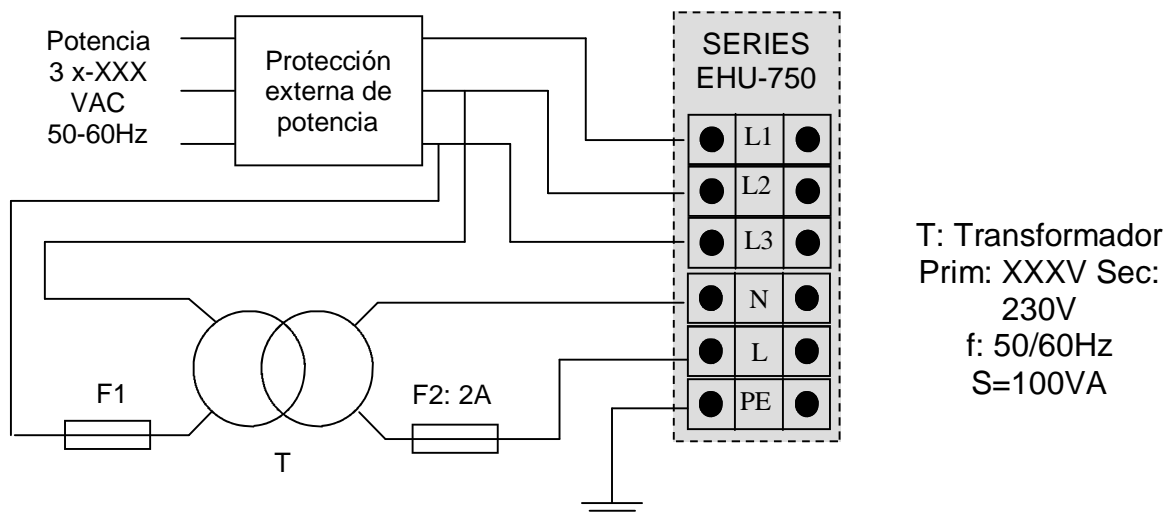 Potencia
3 x-XXX
VAC
50-60Hz
Protección
externa de
potencia
SERIES
EHU-750
L1
L2
L3
N
L
PE
F1
T
F2: 2A
T: Transformador
Prim: XXXV Sec:
230V
f: 50/60Hz
S=100VA